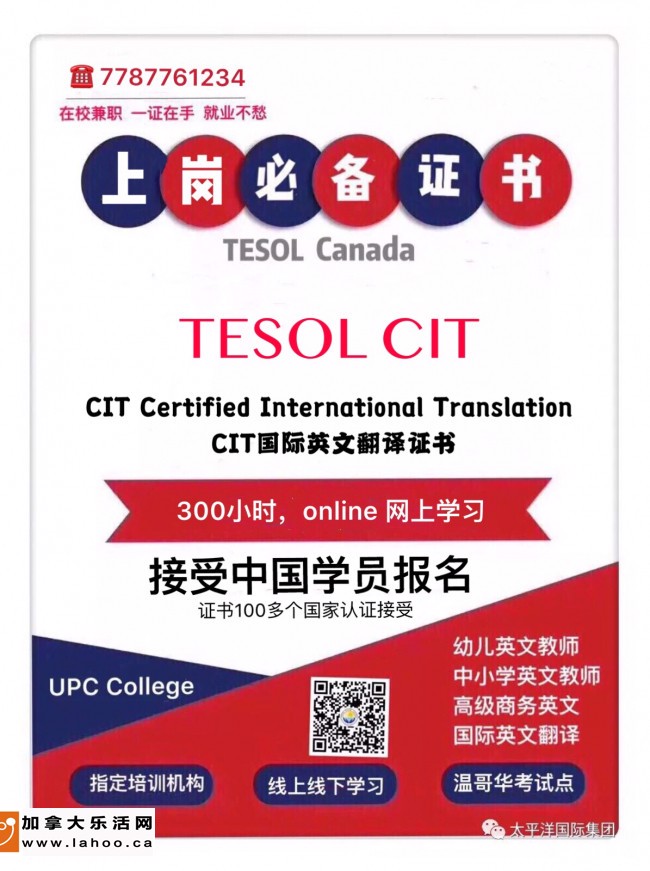 ☎7787761234
在校兼职 一证在手 就业不愁
上岗必备证书
TESOL Canada
TESOL CIT
CIT Certified International Translation
CIT国际英文翻译证书
300小时，online 网上学习
接受中国学员报名
证书100多个国家认证接受
幼儿英文教师
中小学英文教师
高级商务英文
国际英文翻译
UPC College
指定培训机构
线上线下学习
温哥华考试点
太平洋国际集团
加拿大乐活网
www.lahoo.ca